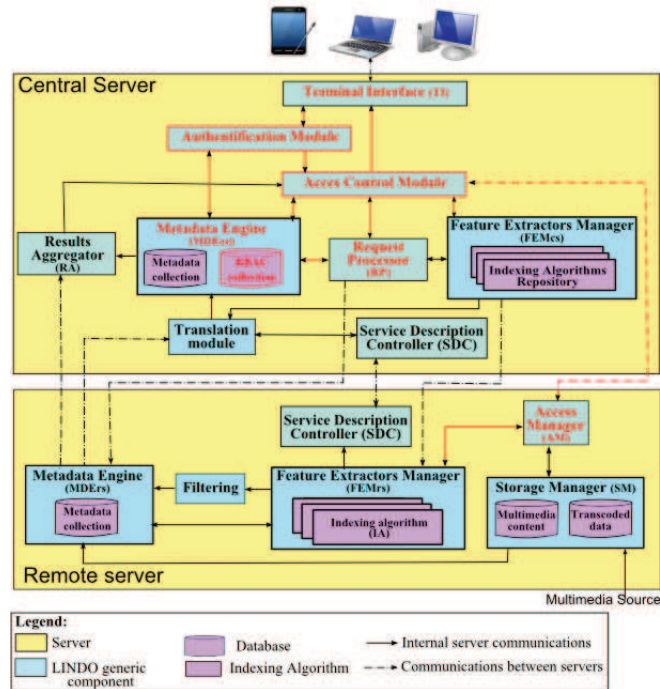 Central Server
Terminal Interface (TI)
Authentification Module
Acces Control Module
Metadata Engine
Metadata
collection
RBAC
collection
Results
Aggregator
(RA)
Request
Processor
(RP)
Feature Extractors Manager
(FEMcs)
Indexing Algorithms
Repository
Translation
module
Service Description
Controller (SDC)
Service Description
Controller (SDC)
Access
Manager
(AM)
Metadata Engine
(MDErs)
Metadata
collection
Filtering
Feature Extractors Manager
(FEMrs)
Indexing algorithm
(IA)
Storage Manager (SM)
Multimedia
content
Transcoded
data
Remote server
Multimedia Source
Legend:
Server
LINDO generic
component
Database
Indexing Algorithm
Internal server communications
Communications between servers